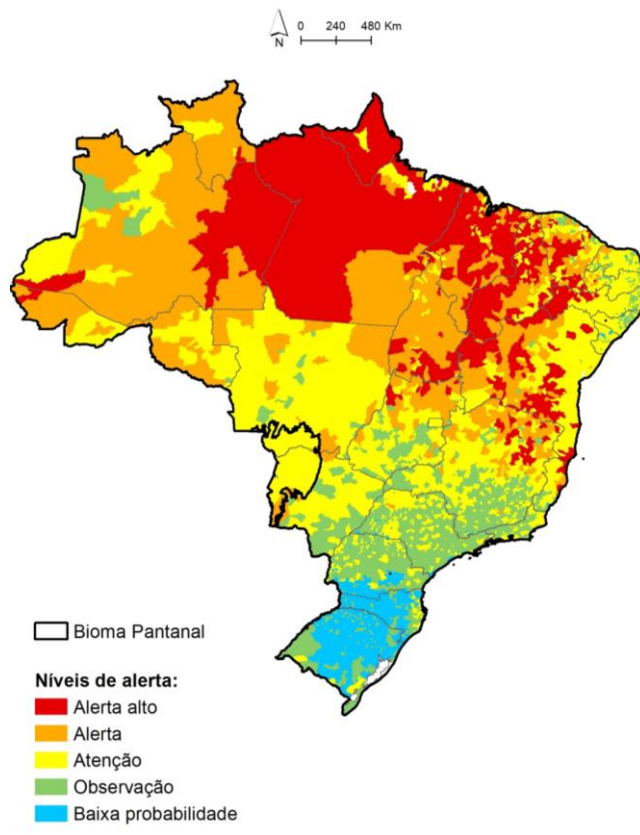 0 240 480 Km
N
Bioma Pantanal
Níveis de alerta:
Alerta alto
Alerta
Atenção
Observação
Baixa probabilidade